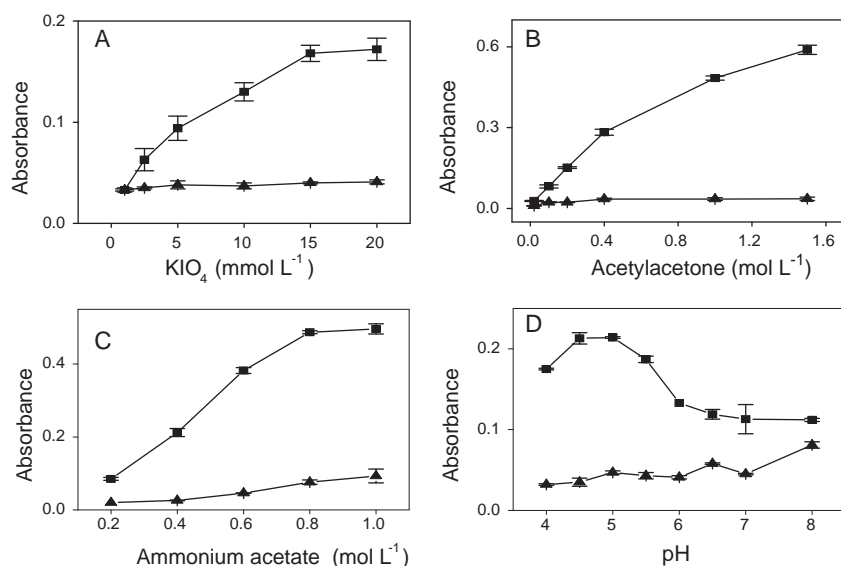 A
Absorbance
0.2
0.1
0.0
0 5 10 15 20
KIO4 (mmol L-1)
B
Absorbance
0.6
0.3
0.0
0.0 0.4 0.8 1.2 1.6
Acetylacetone (mol L-1)
C
Absorbance
0.4
0.2
0.0
0.2 0.4 0.6 0.8 1.0
Ammonium acetate (mol L-1)
D
Absorbance
0.2
0.1
0.0
4 5 6 7 8
pH